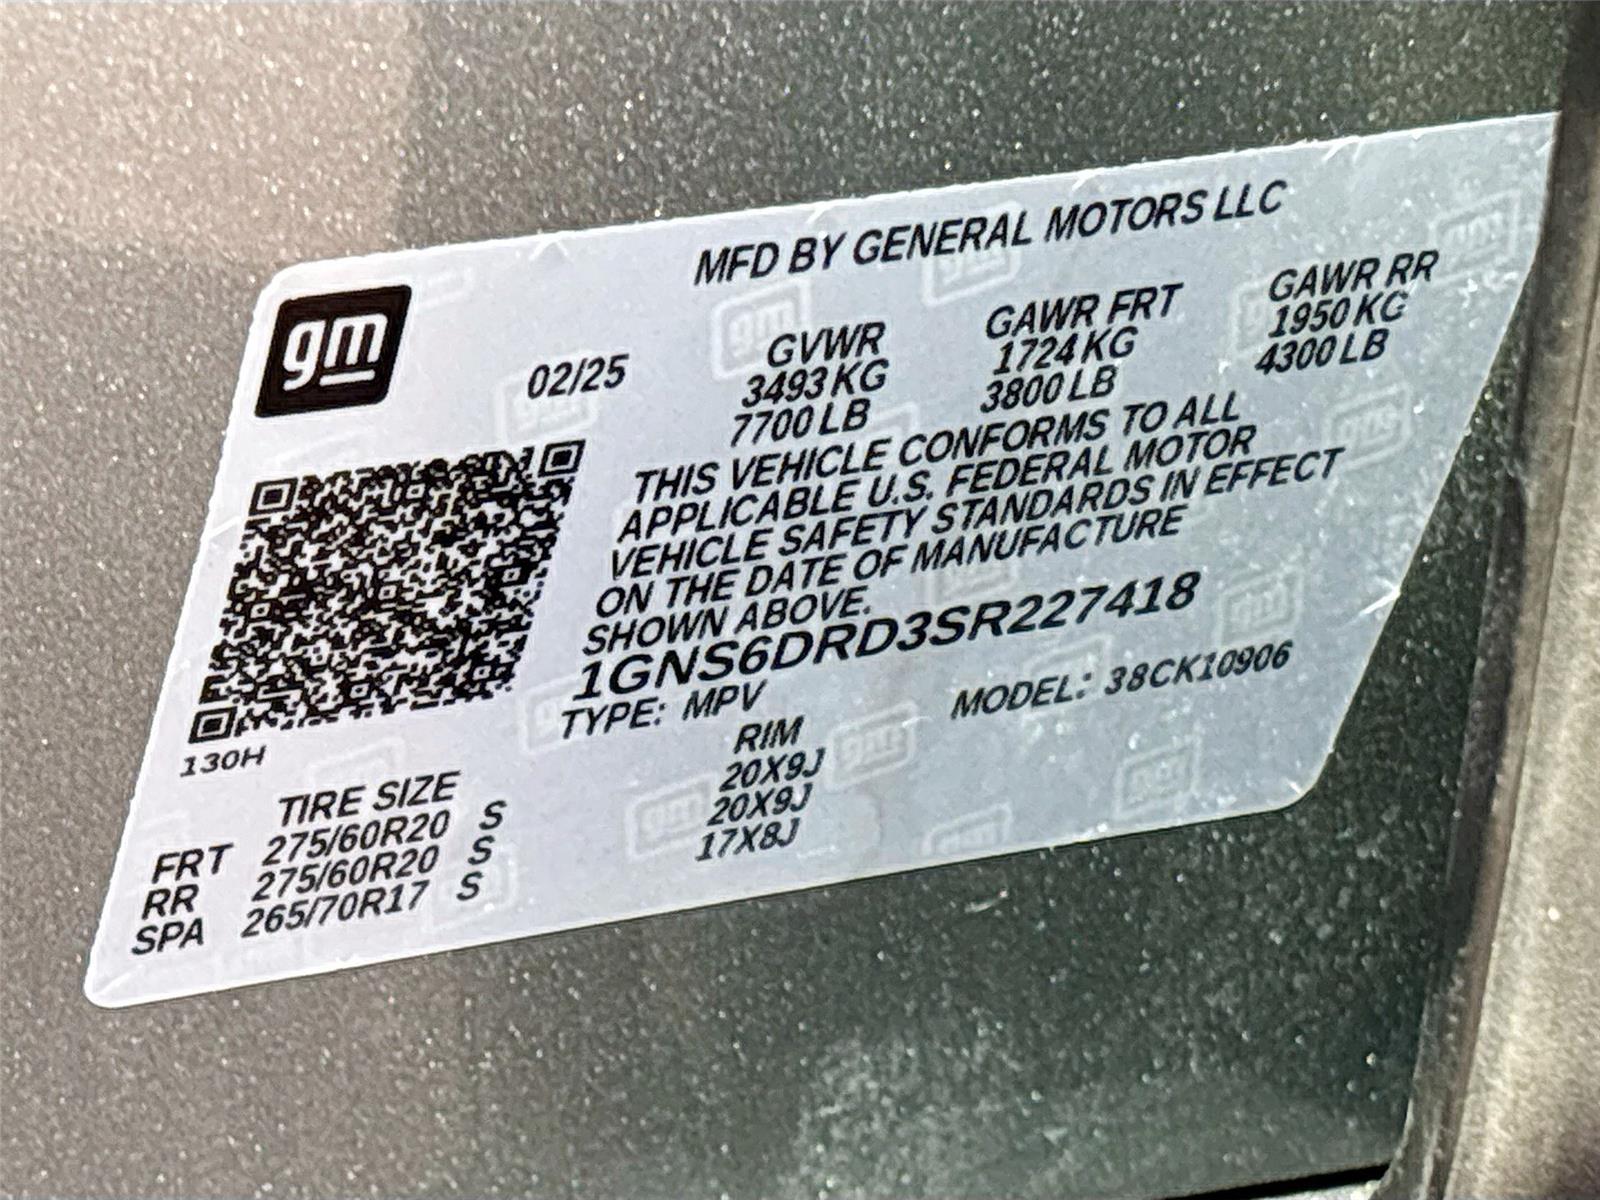 MFD BY GENERAL MOTORS LLC
gm
02/25
GVWR GAWR FRT GAWR RR
3493 KG 1724 KG 1950 KG
7700 LB 3800 LB 4300 LB
THIS VEHICLE CONFORMS TO ALL
APPLICABLE U.S. FEDERAL MOTOR
VEHICLE SAFETY STANDARDS IN EFFECT
ON THE DATE OF MANUFACTURE
SHOWN ABOVE.
1GNS6DRD3SR227418
TYPE: MPV MODEL: 38CK10906
130H
TIRE SIZE RIM
FRT 275/60R20 S 20X9J
RR 275/60R20 S 20X9J
SPA 265/70R17 S 17X8J